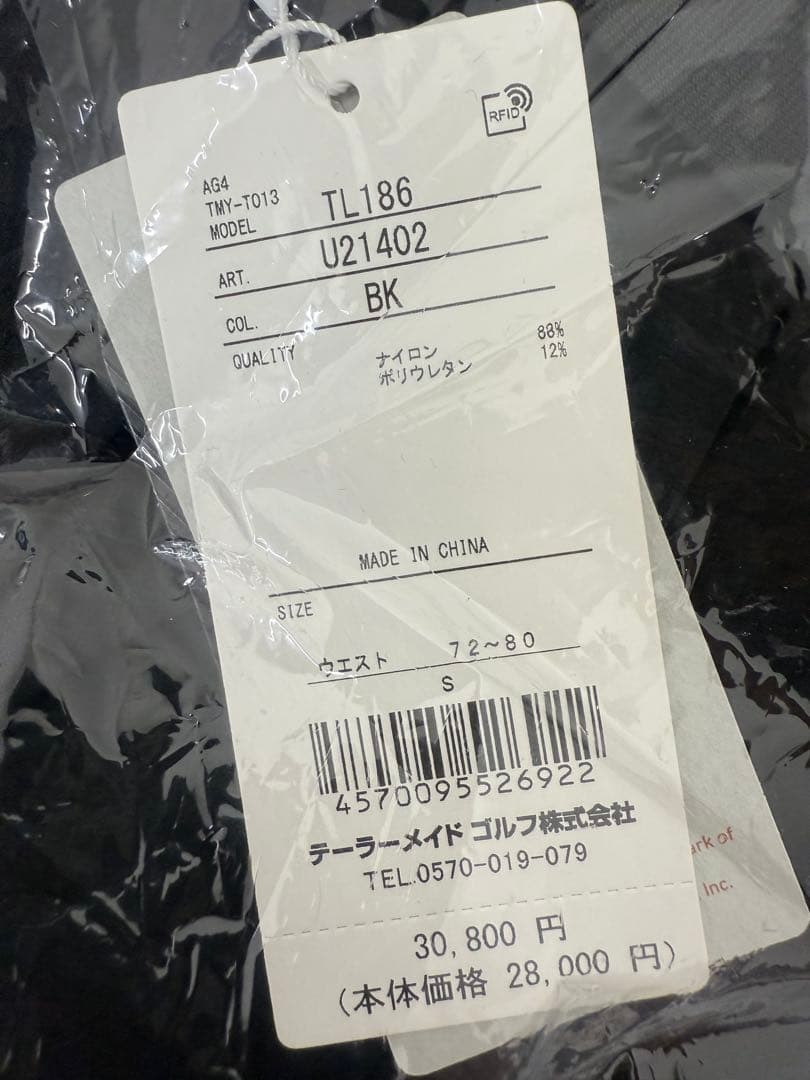 RFID
AG4
TMY-T013
MODEL TL186
ART. U21402
COL. BK
QUALITY ナイロン 88%
ポリウレタン 12%
MADE IN CHINA
SIZE
ウエスト 72~80
S
4570095526922
テーラーメイド ゴルフ株式会社
TEL.0570-019-079
30,800 円
(本体価格 28,000 円)
of
Inc.